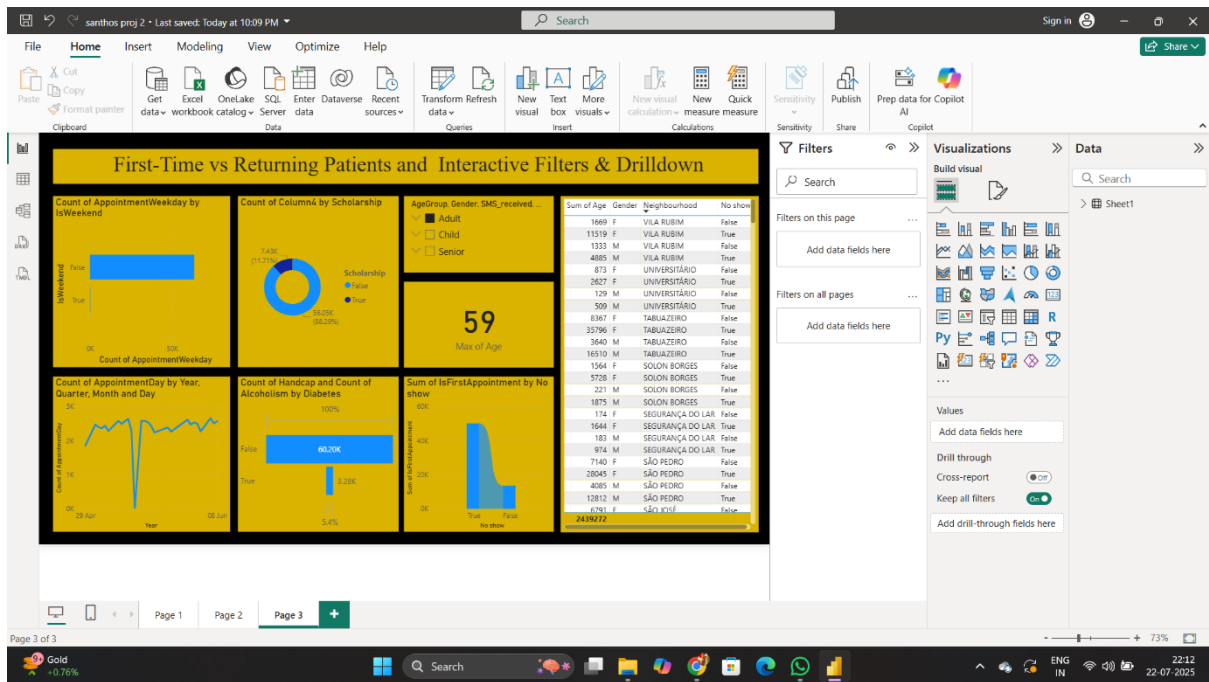 santhos proj 2 • Last saved: Today at 10:09 PM
Search
Sign in
File Home Insert Modeling View Optimize Help
Share
Paste
Cut
Copy
Format painter
Clipboard
Get data
Excel workbook
OneLake catalog
SQL Server
Enter data
Dataverse
Recent sources
Data
Transform data
Refresh
Queries
New visual
Text box
More visuals
Insert
New visual calculation
New measure
Quick measure
Calculations
Sensitivity
Sensitivity
Publish
Share
Prep data for AI
Copilot
Copilot
First-Time vs Returning Patients and Interactive Filters & Drilldown
Count of AppointmentWeekday by IsWeekend
IsWeekend
False
True
0K 50K
Count of AppointmentWeekday
Count of Column4 by Scholarship
7.43K
(11.71%)
56.05K
(88.29%)
Scholarship
False
True
AgeGroup, Gender, SMS_received, ...
Adult
Child
Senior
59
Max of Age
Sum of Age Gender Neighbourhood No show
1669 F VILA RUBIM False
11519 F VILA RUBIM True
1333 M VILA RUBIM False
4885 M VILA RUBIM True
873 F UNIVERSITÁRIO False
2627 F UNIVERSITÁRIO True
129 M UNIVERSITÁRIO False
509 M UNIVERSITÁRIO True
8367 F TABUAZEIRO False
35796 F TABUAZEIRO True
3640 M TABUAZEIRO False
16510 M TABUAZEIRO True
1564 F SOLON BORGES False
5728 F SOLON BORGES True
221 M SOLON BORGES False
1875 M SOLON BORGES True
174 F SEGURANÇA DO LAR False
1644 F SEGURANÇA DO LAR True
183 M SEGURANÇA DO LAR False
974 M SEGURANÇA DO LAR True
7140 F SÃO PEDRO False
28045 F SÃO PEDRO True
4085 M SÃO PEDRO False
12812 M SÃO PEDRO True
6791 F SÃO JOSÉ False
2439272
Count of AppointmentDay by Year, Quarter, Month and Day
Count of AppointmentDay
3K
2K
1K
0K
29 Apr 08 Jun
Year
Count of Handcap and Count of Alcoholism by Diabetes
100%
False 60.20K
True 3.28K
5.4%
Sum of IsFirstAppointment by No show
Sum of IsFirstAppointment
60K
40K
20K
0K
True False
No show
Filters
Search
Filters on this page ...
Add data fields here
Filters on all pages ...
Add data fields here
Visualizations
Build visual
123
R
Py
...
Values
Add data fields here
Drill through
Cross-report Off
Keep all filters On
Add drill-through fields here
Data
Search
Sheet1
Page 1 Page 2 Page 3 +
Page 3 of 3
- + 73%
9+
Gold
+0.76%
Search
ENG
IN
22:12
22-07-2025